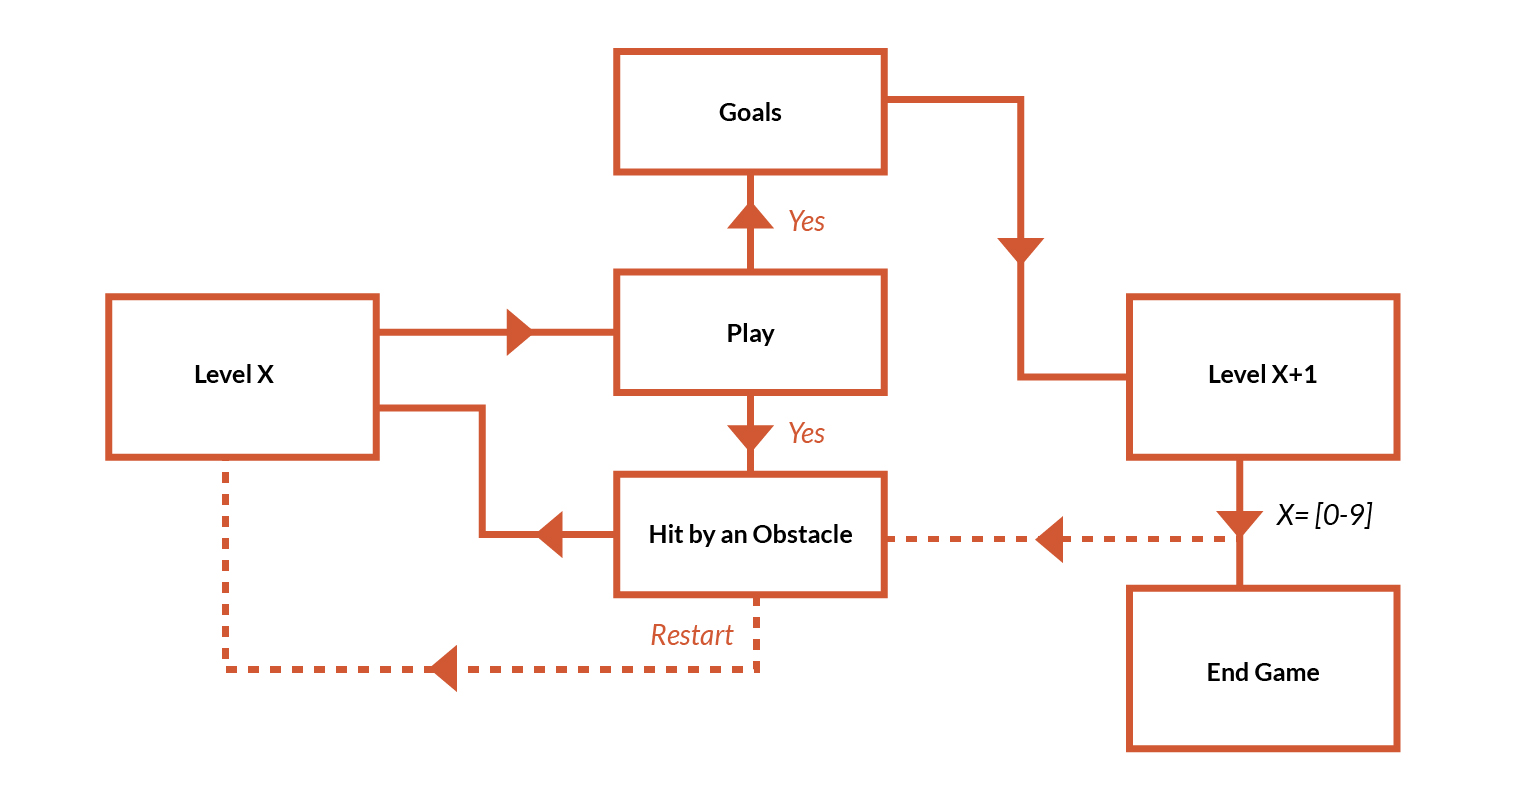 Goals
Yes
Play
Level X
Level X+1
Yes
X= [0-9]
Hit by an Obstacle
Restart
End Game